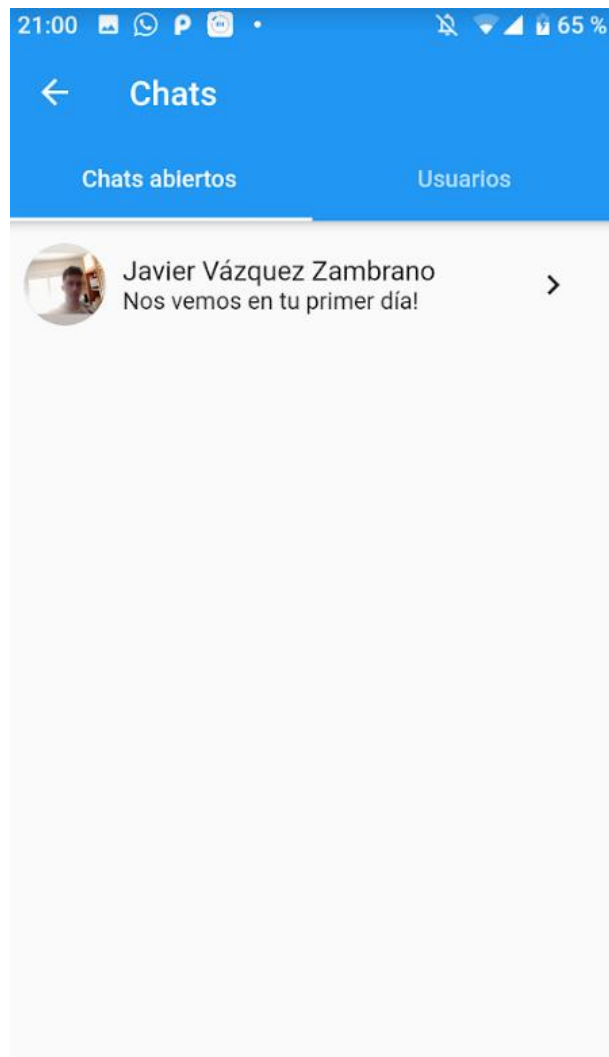 21:00
65 %
Chats
Chats abiertos
Usuarios
Javier Vázquez Zambrano
Nos vemos en tu primer día!